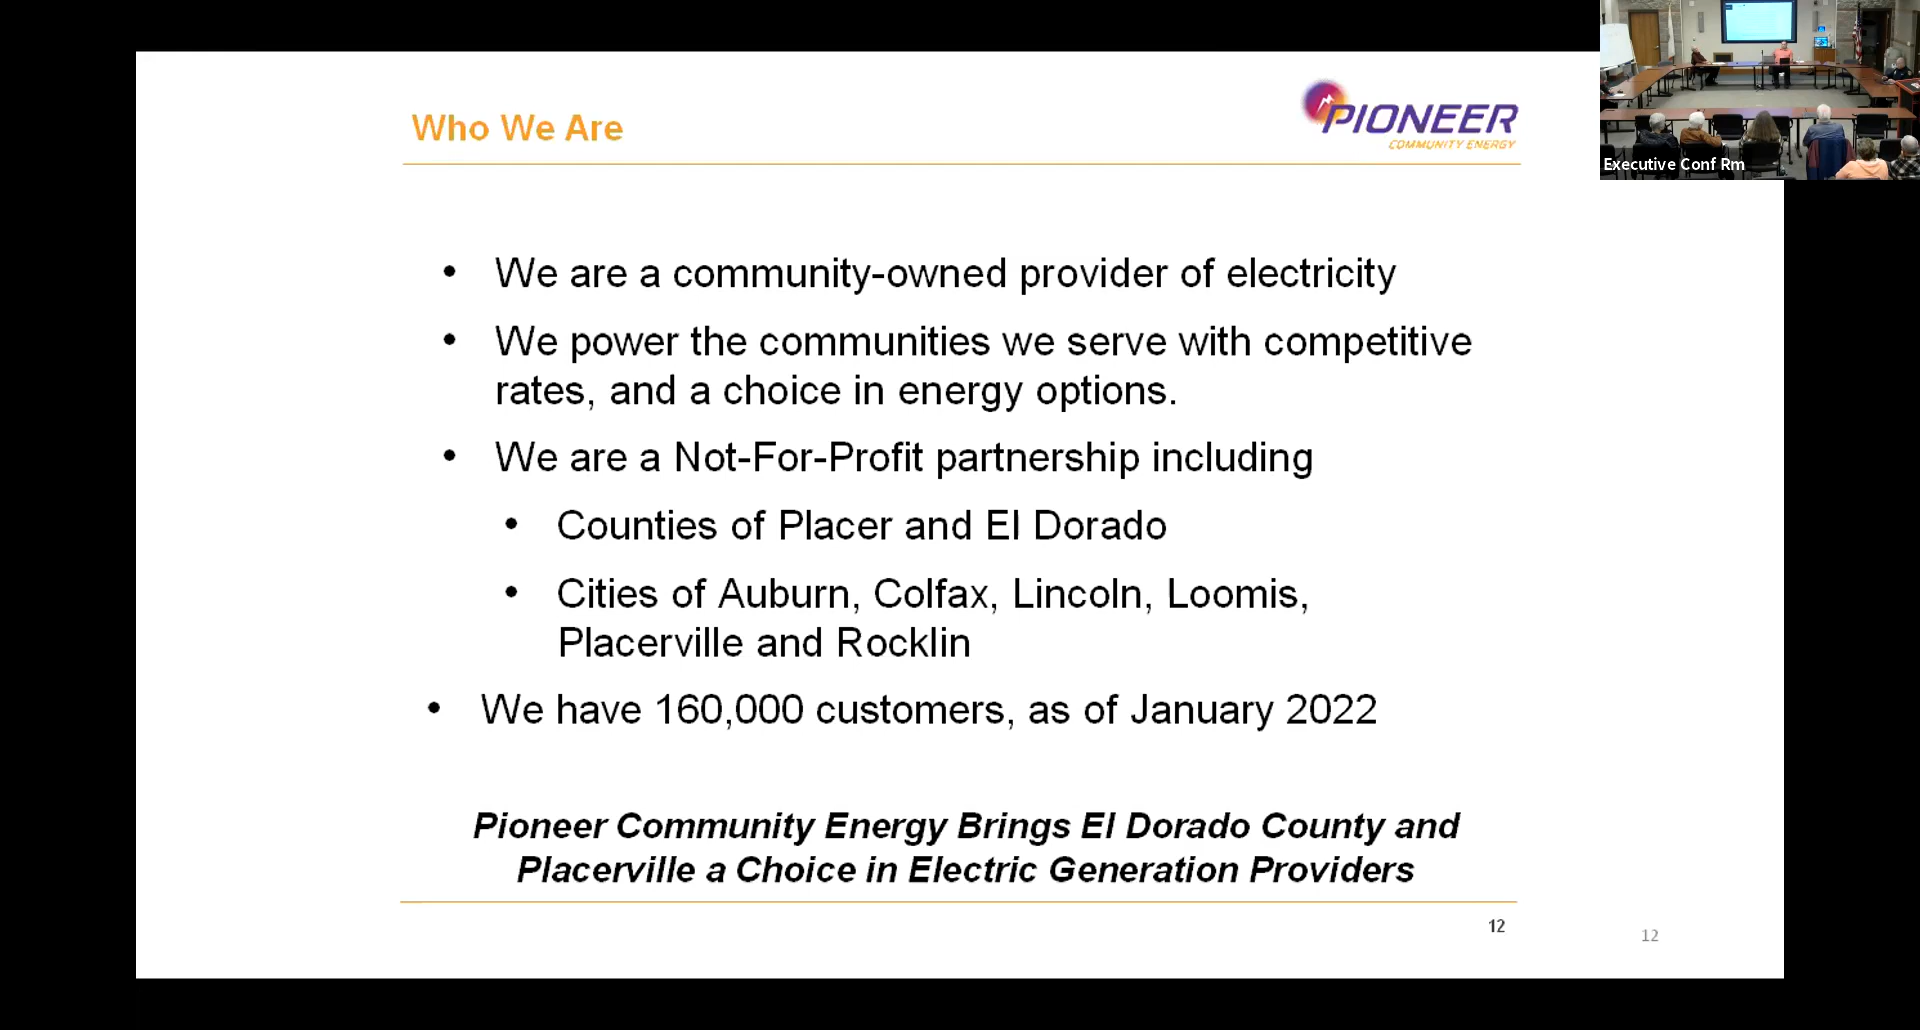 Who We Are
PIONEER
COMMUNITY ENERGY
Executive Conf Rm
• We are a community-owned provider of electricity
• We power the communities we serve with competitive
rates, and a choice in energy options.
• We are a Not-For-Profit partnership including
• Counties of Placer and El Dorado
• Cities of Auburn, Colfax, Lincoln, Loomis,
Placerville and Rocklin
• We have 160,000 customers, as of January 2022
Pioneer Community Energy Brings El Dorado County and
Placerville a Choice in Electric Generation Providers
12
12